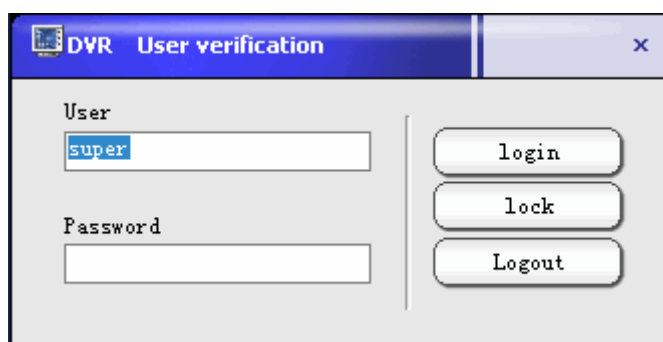 DVR User verification
User
super
Password
login
lock
Logout